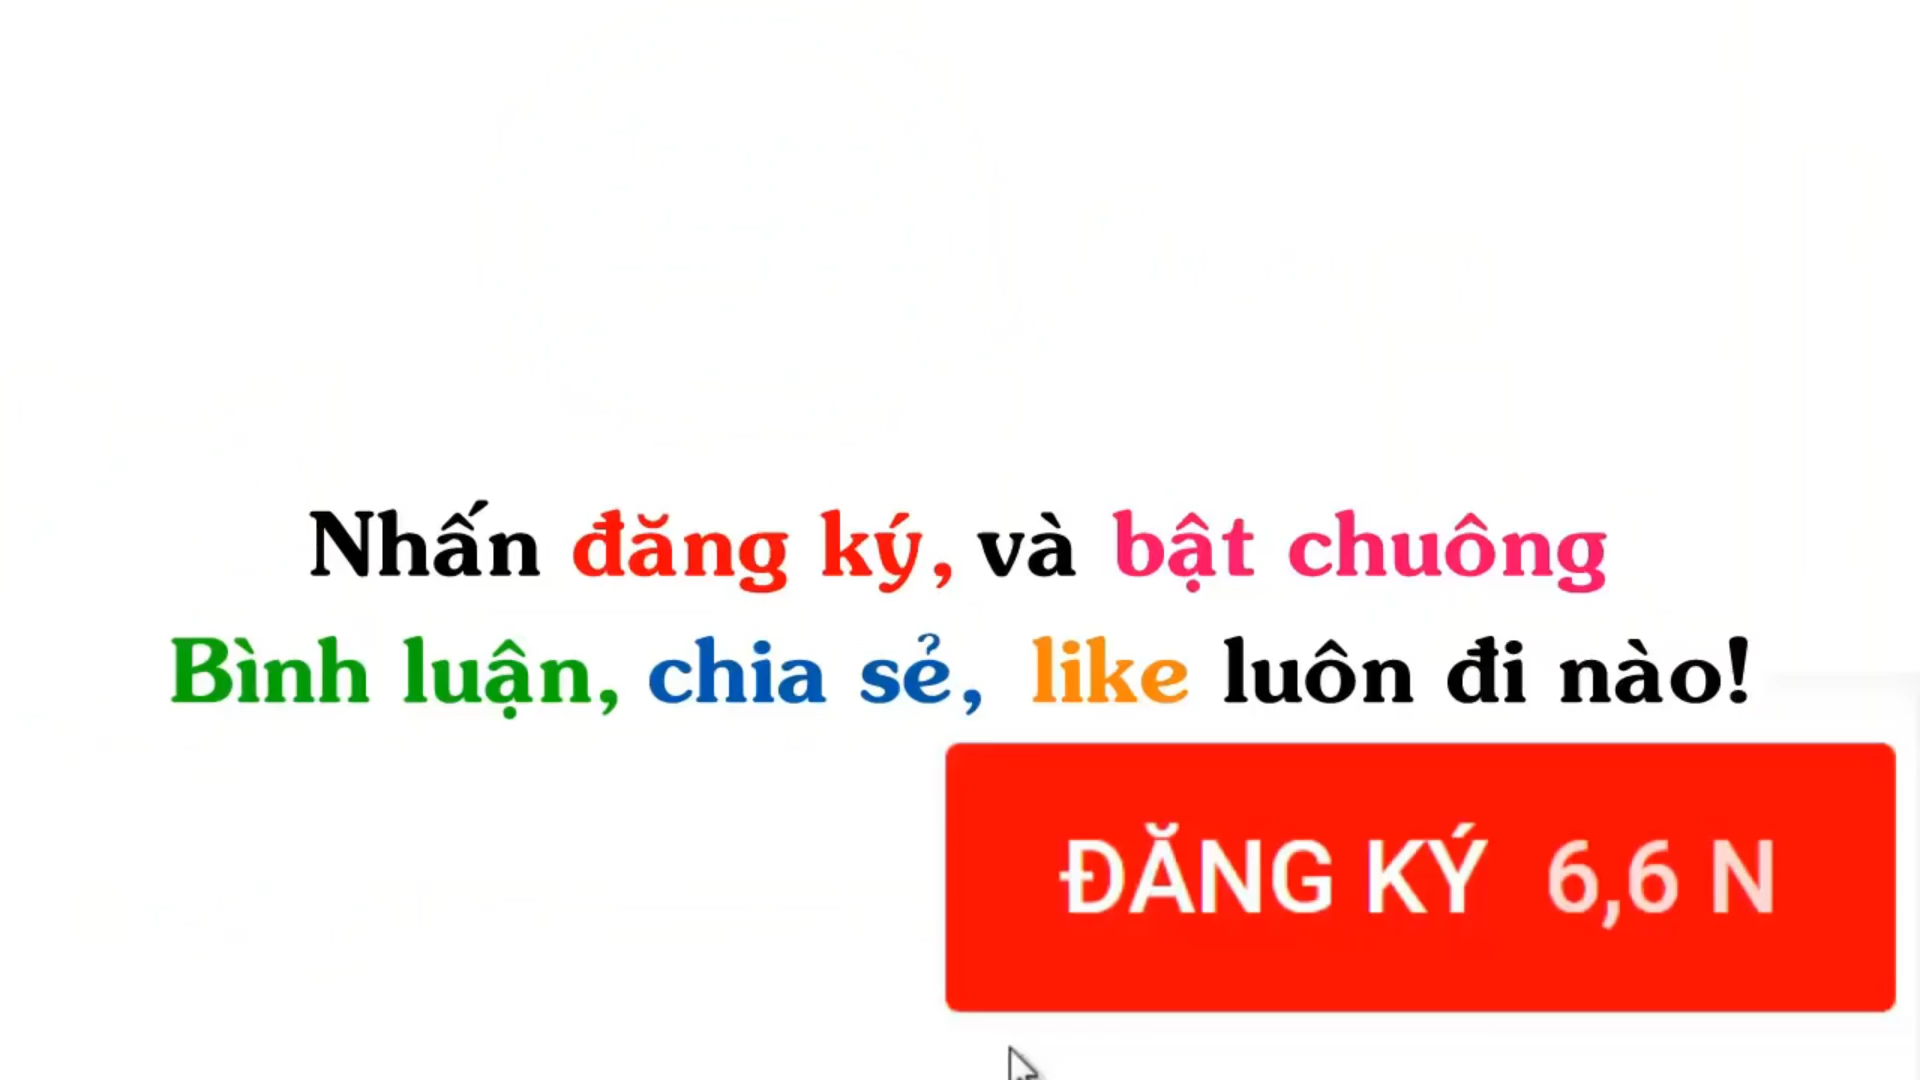 Nhấn đăng ký, và bật chuông
Bình luận, chia sẻ, like luôn đi nào!
ĐĂNG KÝ 6,6 N